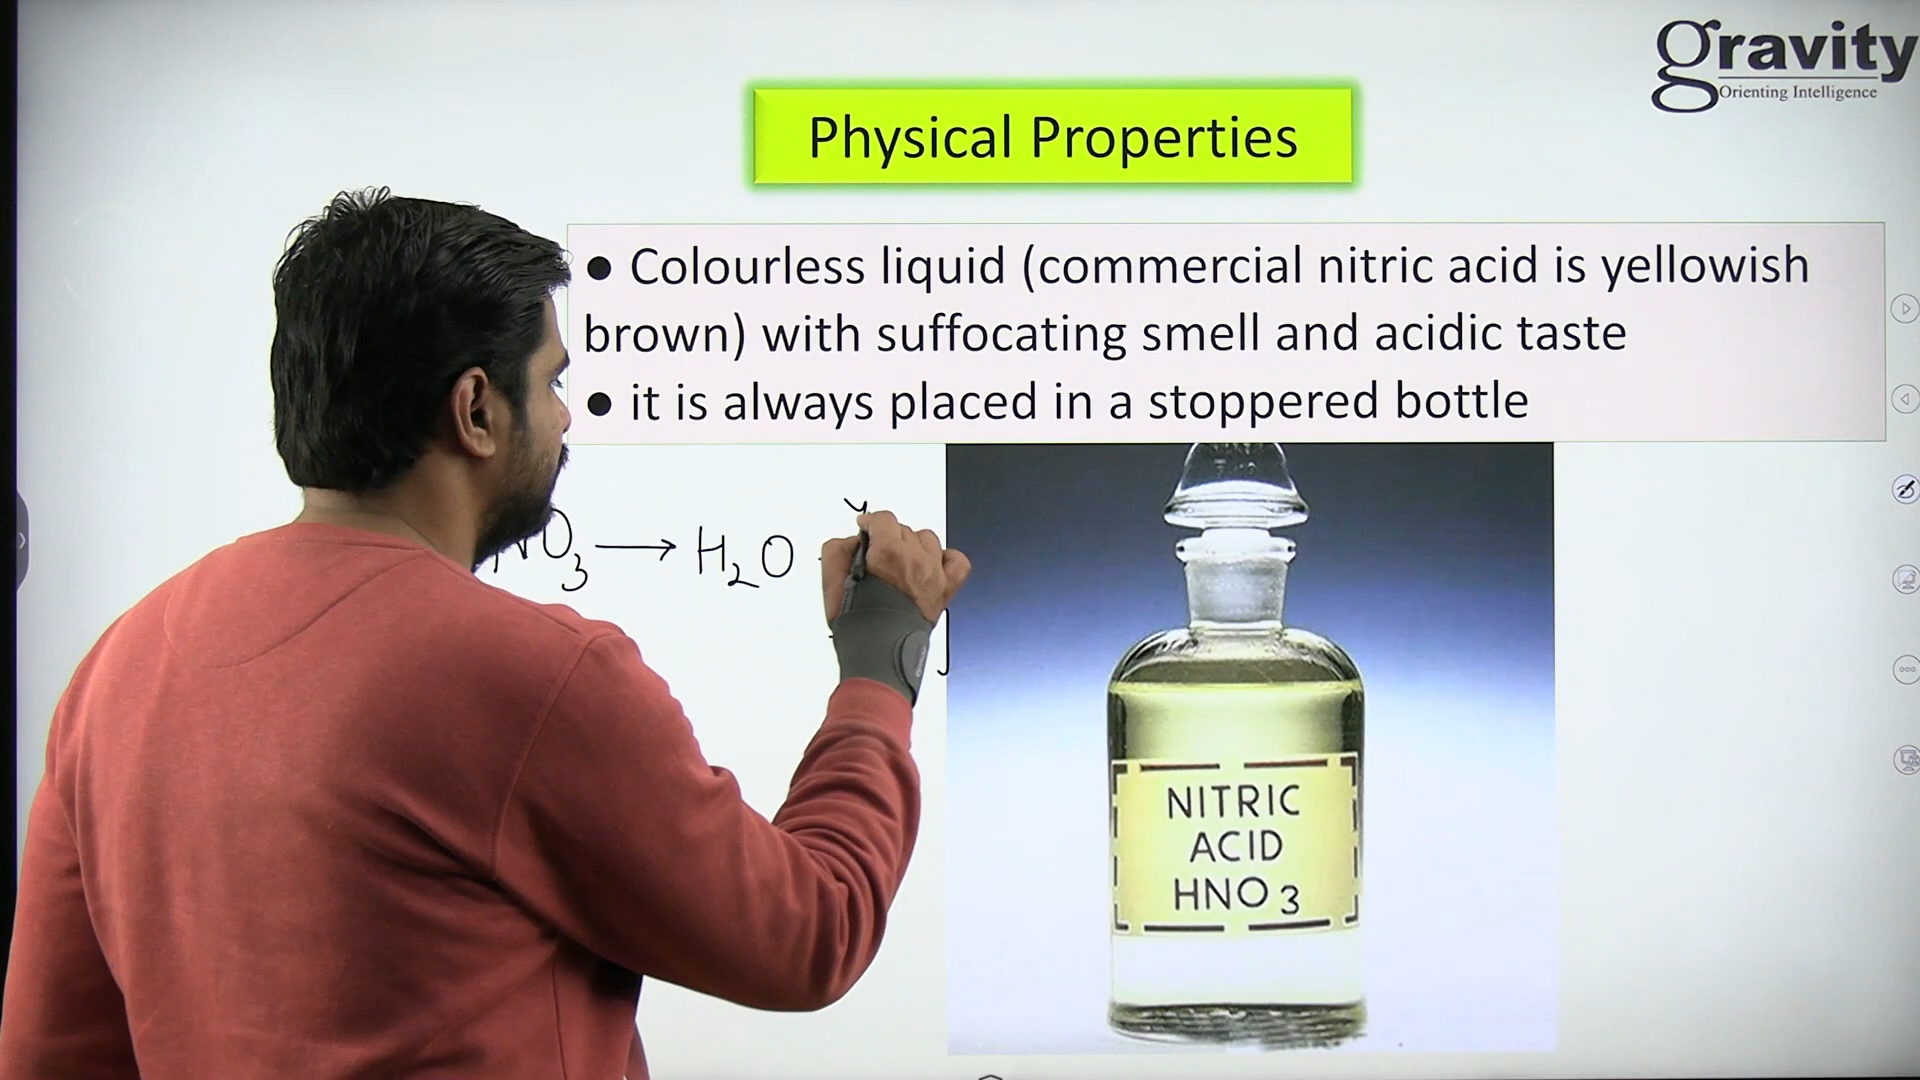 gravity
Orienting Intelligence
Physical Properties
● Colourless liquid (commercial nitric acid is yellowish
brown) with suffocating smell and acidic taste
● it is always placed in a stoppered bottle
NO₃ → H₂O
NITRIC
ACID
HNO₃